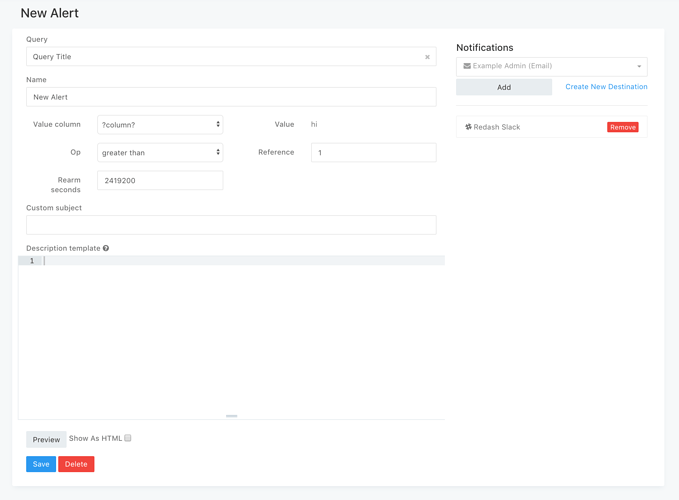 New Alert
Query
Query Title
×
Name
New Alert
Value column
?column?
Value
hi
Op
greater than
Reference
1
Rearm
seconds
2419200
Custom subject
Description template
1
Preview
Show As HTML
Save
Delete
Notifications
Example Admin (Email)
Add
Create New Destination
Redash Slack
Remove